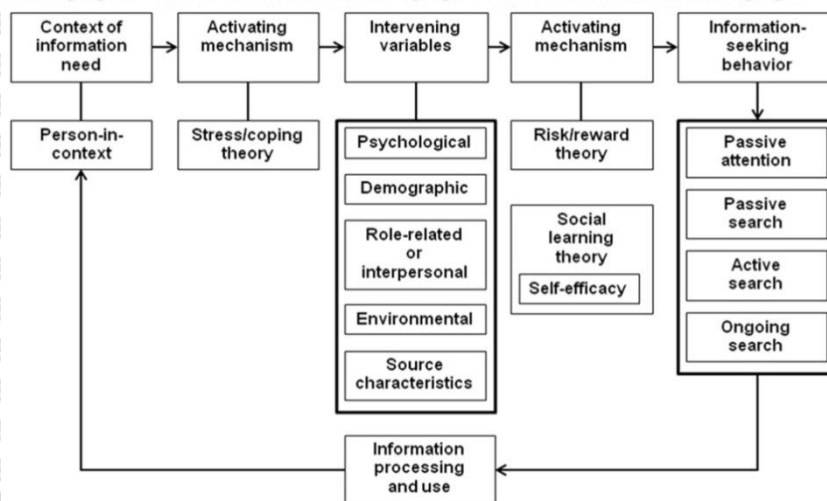 Context of
information
need
Activating
mechanism
Intervening
variables
Activating
mechanism
Information-
seeking
behavior
Person-in-
context
Stress/coping
theory
Psychological
Demographic
Role-related
or
interpersonal
Environmental
Source
characteristics
Risk/reward
theory
Social
learning
theory
Self-efficacy
Passive
attention
Passive
search
Active
search
Ongoing
search
Information
processing
and use